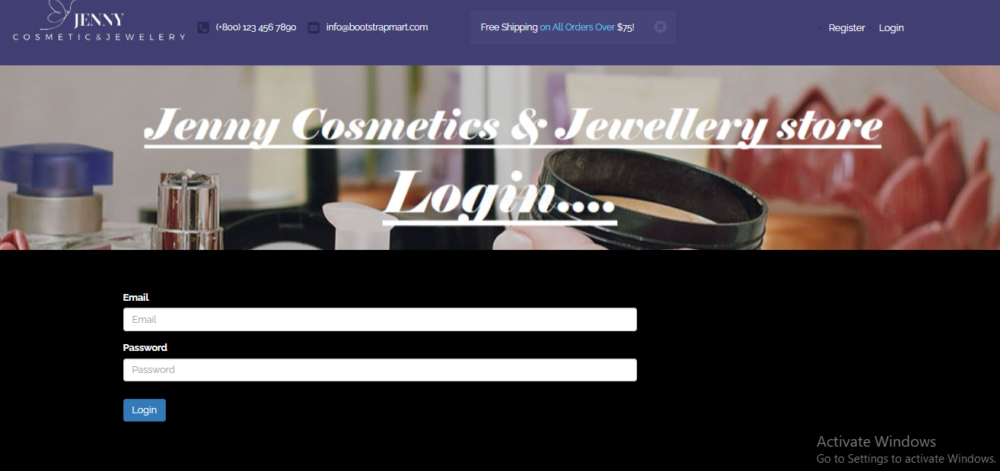 JENNY
COSMETIC&JEWELERY
(+800) 123 456 7890
info@bootstrapmart.com
Free Shipping on All Orders Over $75!
Register
Login
Jenny Cosmetics & Jewellery store
Login....
Email
Email
Password
Password
Login
Activate Windows
Go to Settings to activate Windows.